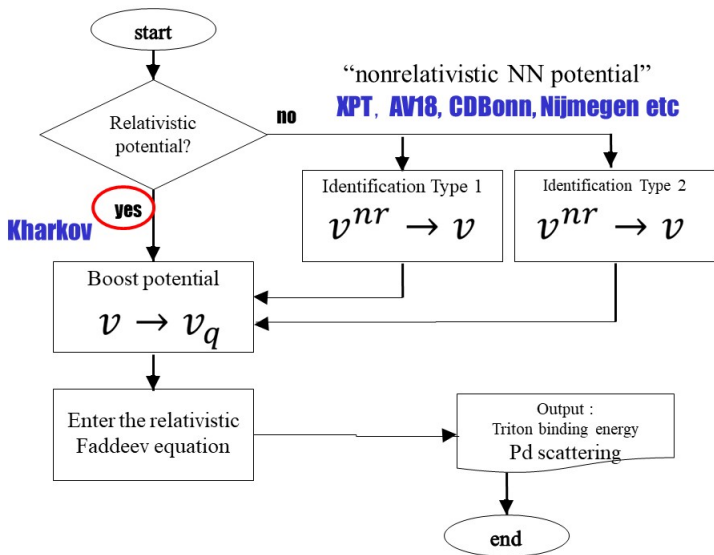 start
“nonrelativistic NN potential”
XPT, AV18, CDBonn, Nijmegen etc
Relativistic
potential?
no
yes
Kharkov
Identification Type 1
v^{nr} → v
Identification Type 2
v^{nr} → v
Boost potential
v → v_q
Enter the relativistic
Faddeev equation
Output :
Triton binding energy
Pd scattering
end